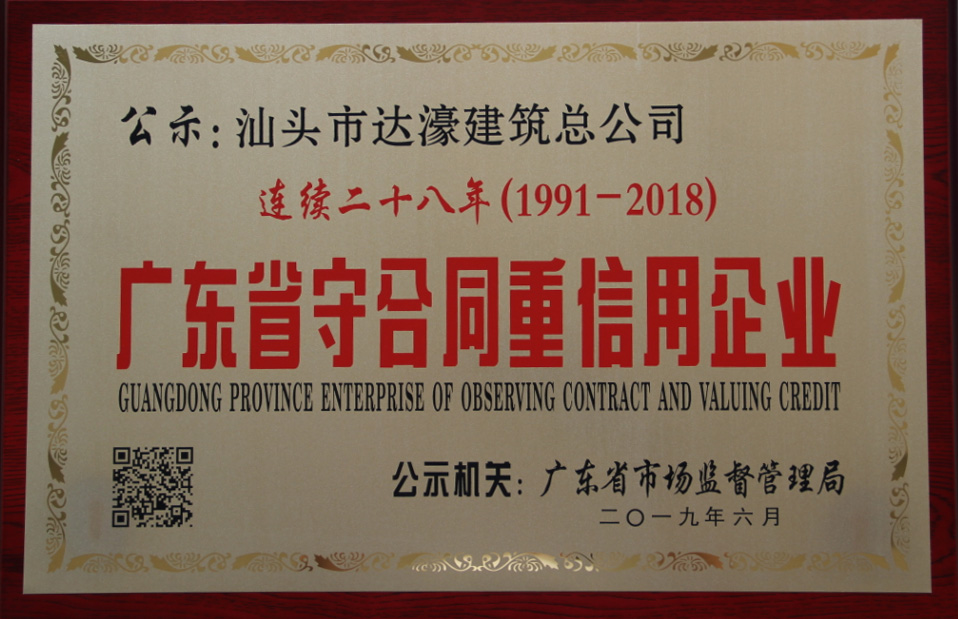 公示：汕头市达濠建筑总公司
连续二十八年(1991-2018)
广东省守合同重信用企业
GUANGDONG PROVINCE ENTERPRISE OF OBSERVING CONTRACT AND VALUING CREDIT
公示机关：广东省市场监督管理局
二〇一九年六月